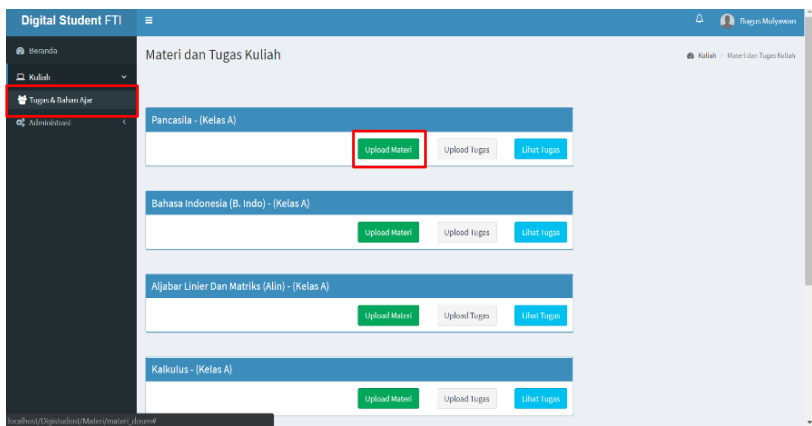 Digital Student FTI
Bagus Mulyawan
Beranda
Kuliah
Tugas & Bahan Ajar
Administrasi
Materi dan Tugas Kuliah
Kuliah > Materi dan Tugas Kuliah
Pancasila - (Kelas A)
Upload Materi Upload Tugas Lihat Tugas
Bahasa Indonesia (B. Indo) - (Kelas A)
Upload Materi Upload Tugas Lihat Tugas
Aljabar Linier Dan Matriks (Alin) - (Kelas A)
Upload Materi Upload Tugas Lihat Tugas
Kalkulus - (Kelas A)
Upload Materi Upload Tugas Lihat Tugas
localhost/Digistudent/Materi/materi_dosen#